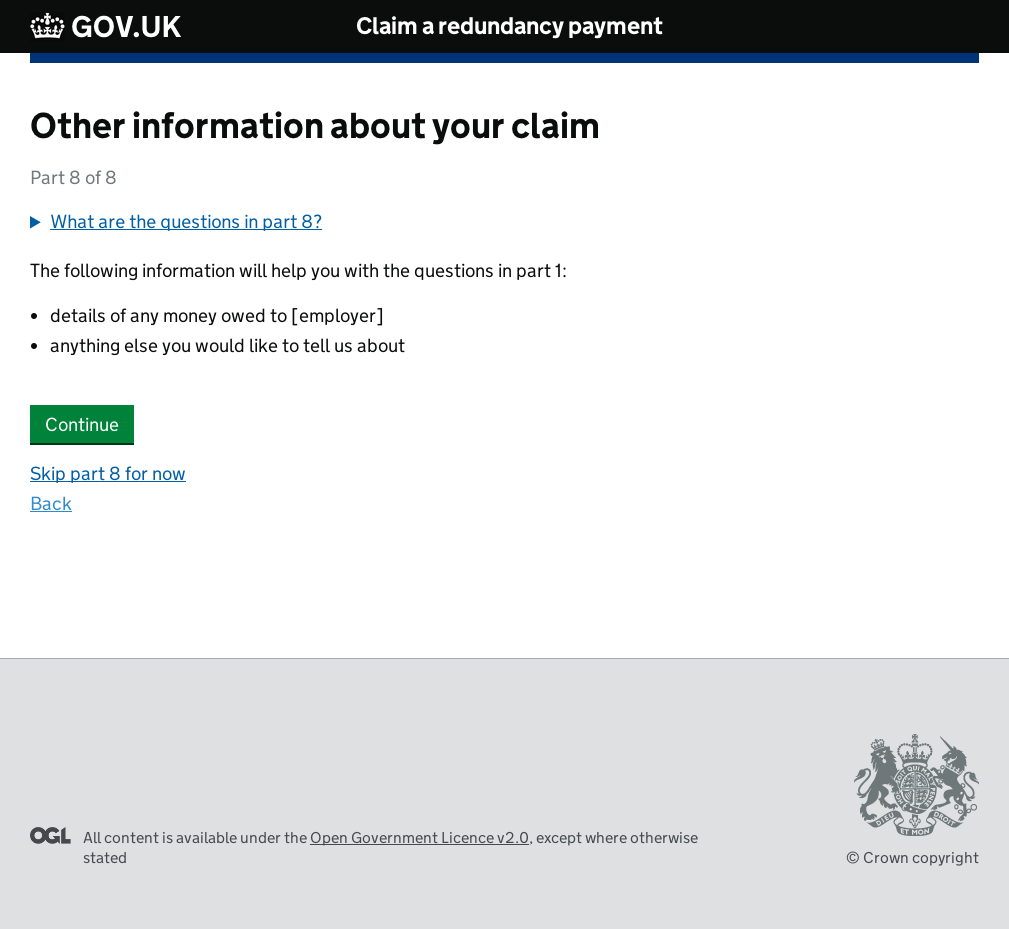 GOV.UK
Claim a redundancy payment
Other information about your claim
Part 8 of 8
What are the questions in part 8?
The following information will help you with the questions in part 1:
• details of any money owed to [employer]
• anything else you would like to tell us about
Continue
Skip part 8 for now
Back
OGL
All content is available under the Open Government Licence v2.0, except where otherwise
stated
© Crown copyright